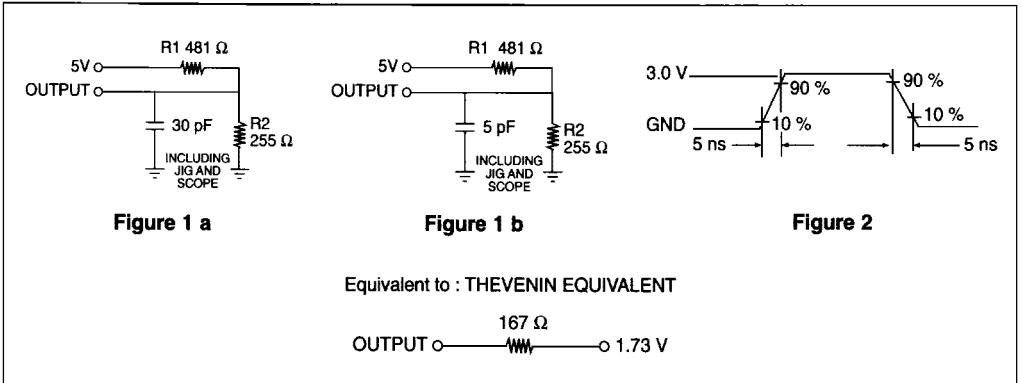 R1 481 Ω
5V
OUTPUT
30 pF
R2
255 Ω
INCLUDING
JIG AND
SCOPE
Figure 1 a
R1 481 Ω
5V
OUTPUT
5 pF
R2
255 Ω
INCLUDING
JIG AND
SCOPE
Figure 1 b
3.0 V
90 %
90 %
GND
10 %
10 %
5 ns
5 ns
Figure 2
Equivalent to : THEVENIN EQUIVALENT
167 Ω
OUTPUT
1.73 V